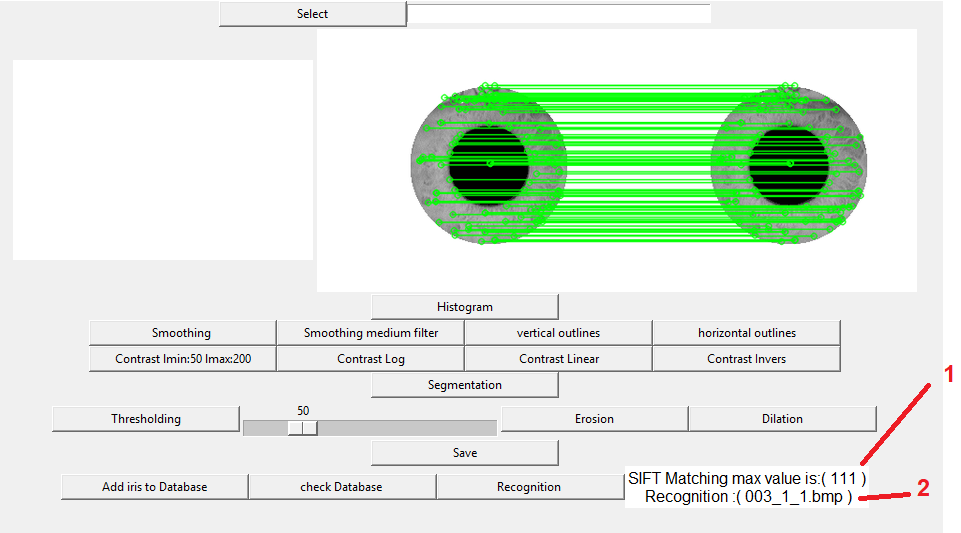 Select
Histogram
Smoothing
Smoothing medium filter
vertical outlines
horizontal outlines
Contrast Imin:50 Imax:200
Contrast Log
Contrast Linear
Contrast Invers
Segmentation
Thresholding
50
Erosion
Dilation
Save
Add iris to Database
check Database
Recognition
SIFT Matching max value is:( 111 )
Recognition :( 003_1_1.bmp )
1
2